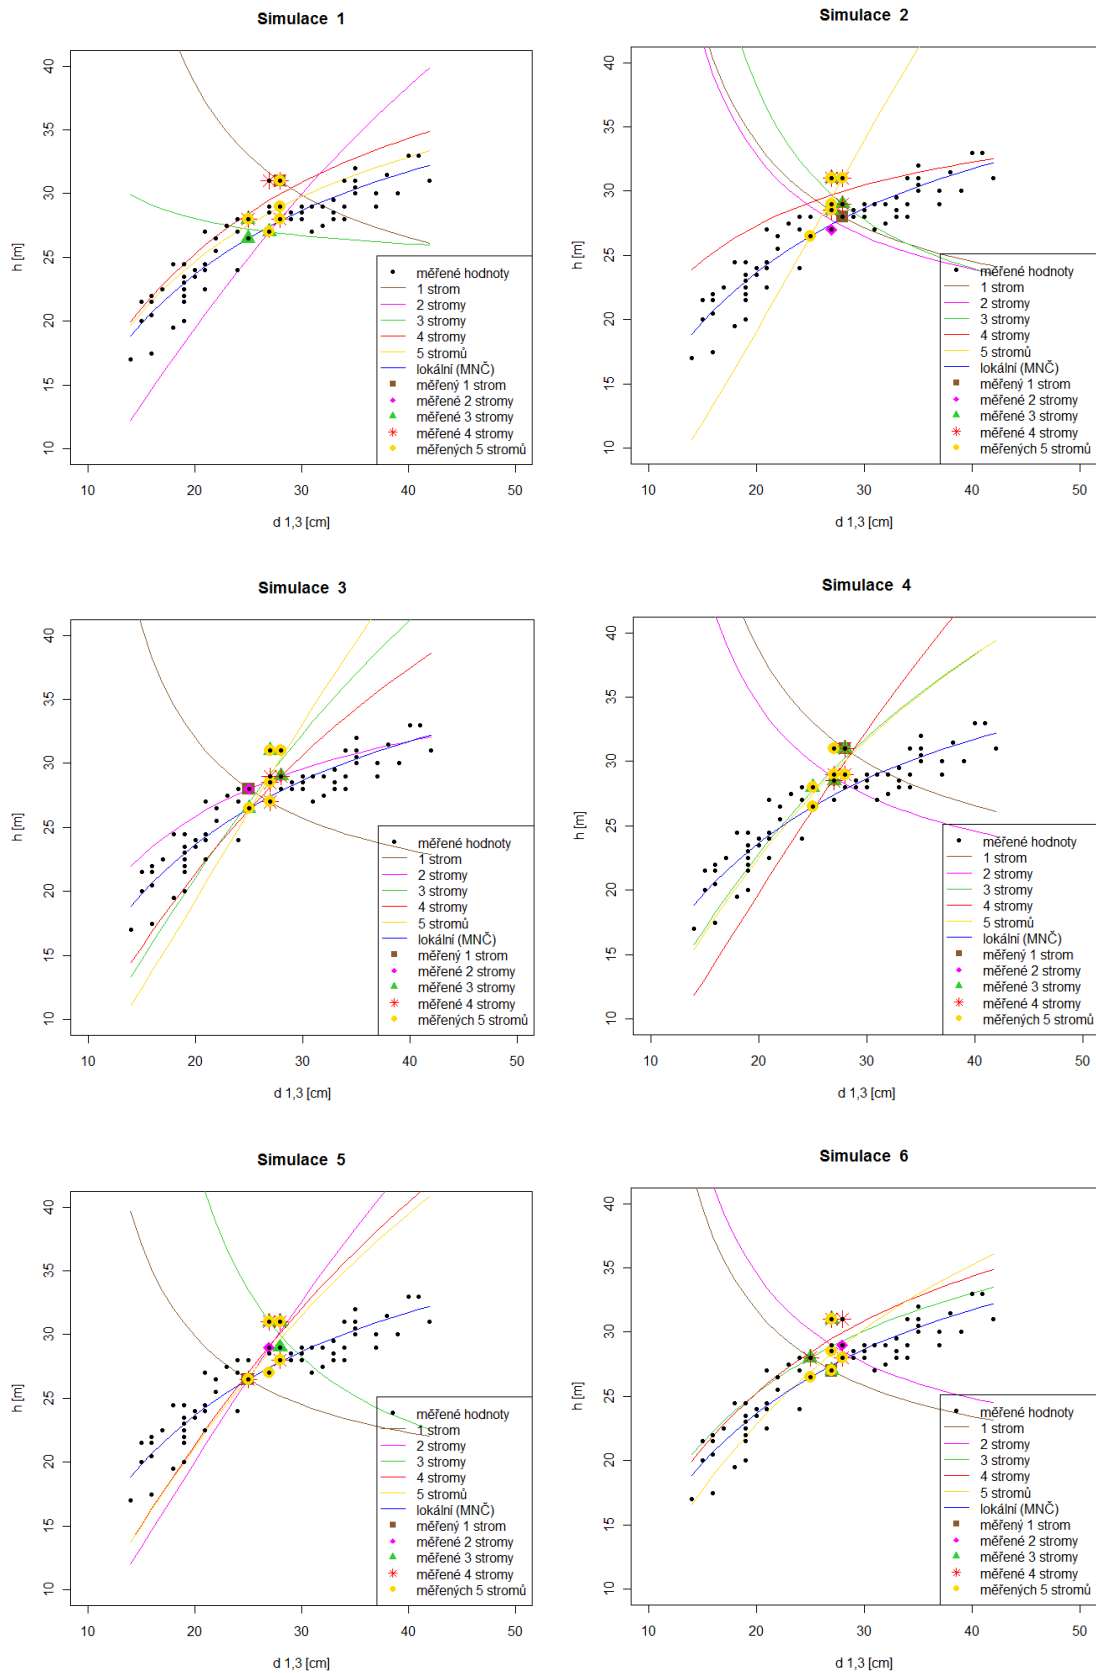 Simulace 1
h [m]
40
35
30
25
20
15
10
měřené hodnoty
1 strom
2 stromy
3 stromy
4 stromy
5 stromů
lokální (MNČ)
měřený 1 strom
měřené 2 stromy
měřené 3 stromy
měřené 4 stromy
měřených 5 stromů
10 20 30 40 50
d 1,3 [cm]
Simulace 2
h [m]
40
35
30
25
20
15
10
měřené hodnoty
1 strom
2 stromy
3 stromy
4 stromy
5 stromů
lokální (MNČ)
měřený 1 strom
měřené 2 stromy
měřené 3 stromy
měřené 4 stromy
měřených 5 stromů
10 20 30 40 50
d 1,3 [cm]
Simulace 3
h [m]
40
35
30
25
20
15
10
měřené hodnoty
1 strom
2 stromy
3 stromy
4 stromy
5 stromů
lokální (MNČ)
měřený 1 strom
měřené 2 stromy
měřené 3 stromy
měřené 4 stromy
měřených 5 stromů
10 20 30 40 50
d 1,3 [cm]
Simulace 4
h [m]
40
35
30
25
20
15
10
měřené hodnoty
1 strom
2 stromy
3 stromy
4 stromy
5 stromů
lokální (MNČ)
měřený 1 strom
měřené 2 stromy
měřené 3 stromy
měřené 4 stromy
měřených 5 stromů
10 20 30 40 50
d 1,3 [cm]
Simulace 5
h [m]
40
35
30
25
20
15
10
měřené hodnoty
1 strom
2 stromy
3 stromy
4 stromy
5 stromů
lokální (MNČ)
měřený 1 strom
měřené 2 stromy
měřené 3 stromy
měřené 4 stromy
měřených 5 stromů
10 20 30 40 50
d 1,3 [cm]
Simulace 6
h [m]
40
35
30
25
20
15
10
měřené hodnoty
1 strom
2 stromy
3 stromy
4 stromy
5 stromů
lokální (MNČ)
měřený 1 strom
měřené 2 stromy
měřené 3 stromy
měřené 4 stromy
měřených 5 stromů
10 20 30 40 50
d 1,3 [cm]